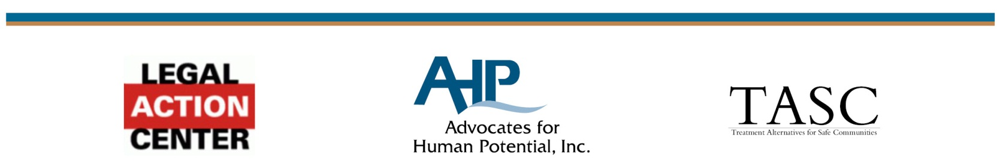 LEGAL
ACTION
CENTER
AHP
Advocates for
Human Potential, Inc.
TASC
Treatment Alternatives for Safe Communities